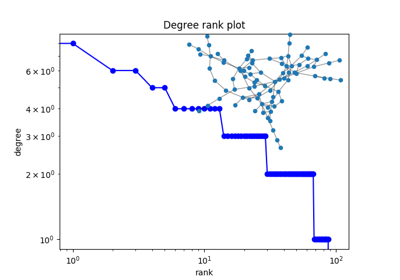 Degree rank plot
6 × 10⁰
4 × 10⁰
3 × 10⁰
2 × 10⁰
10⁰
degree
10⁰
10¹
10²
rank